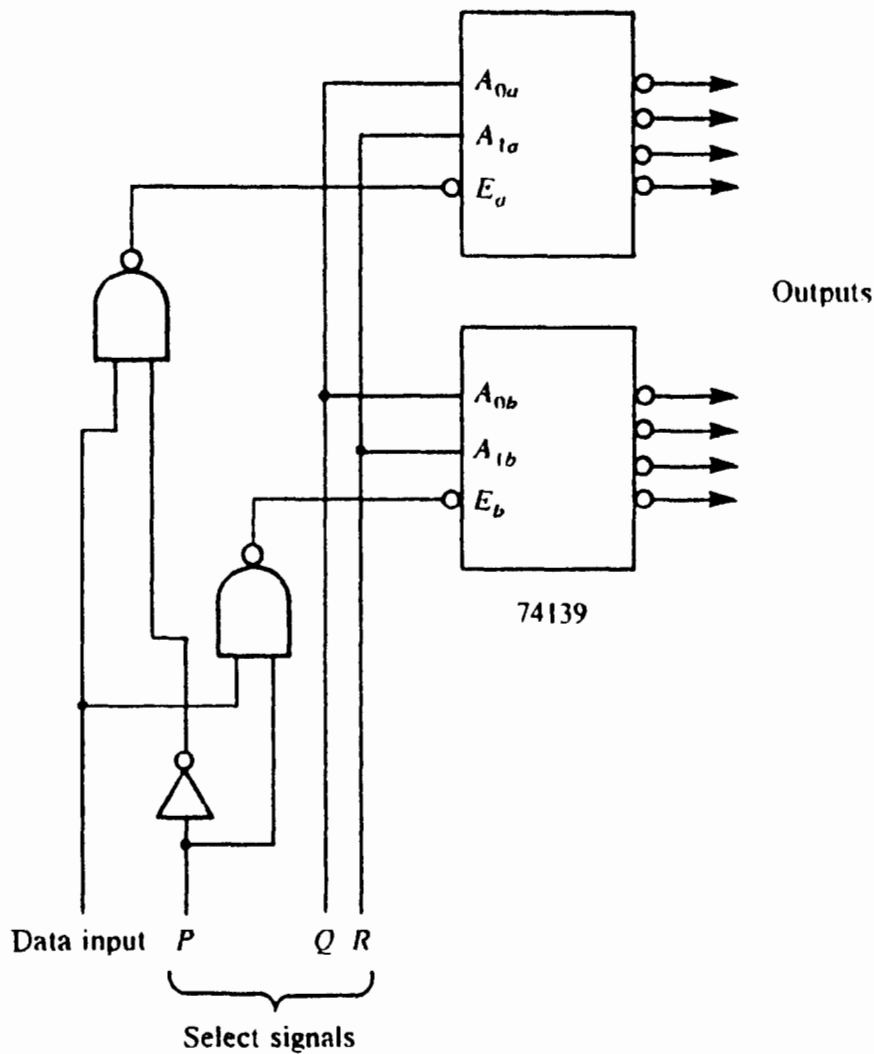 A0a
A1a
Ea
Outputs
A0b
A1b
Eb
74139
Data input P Q R
Select signals